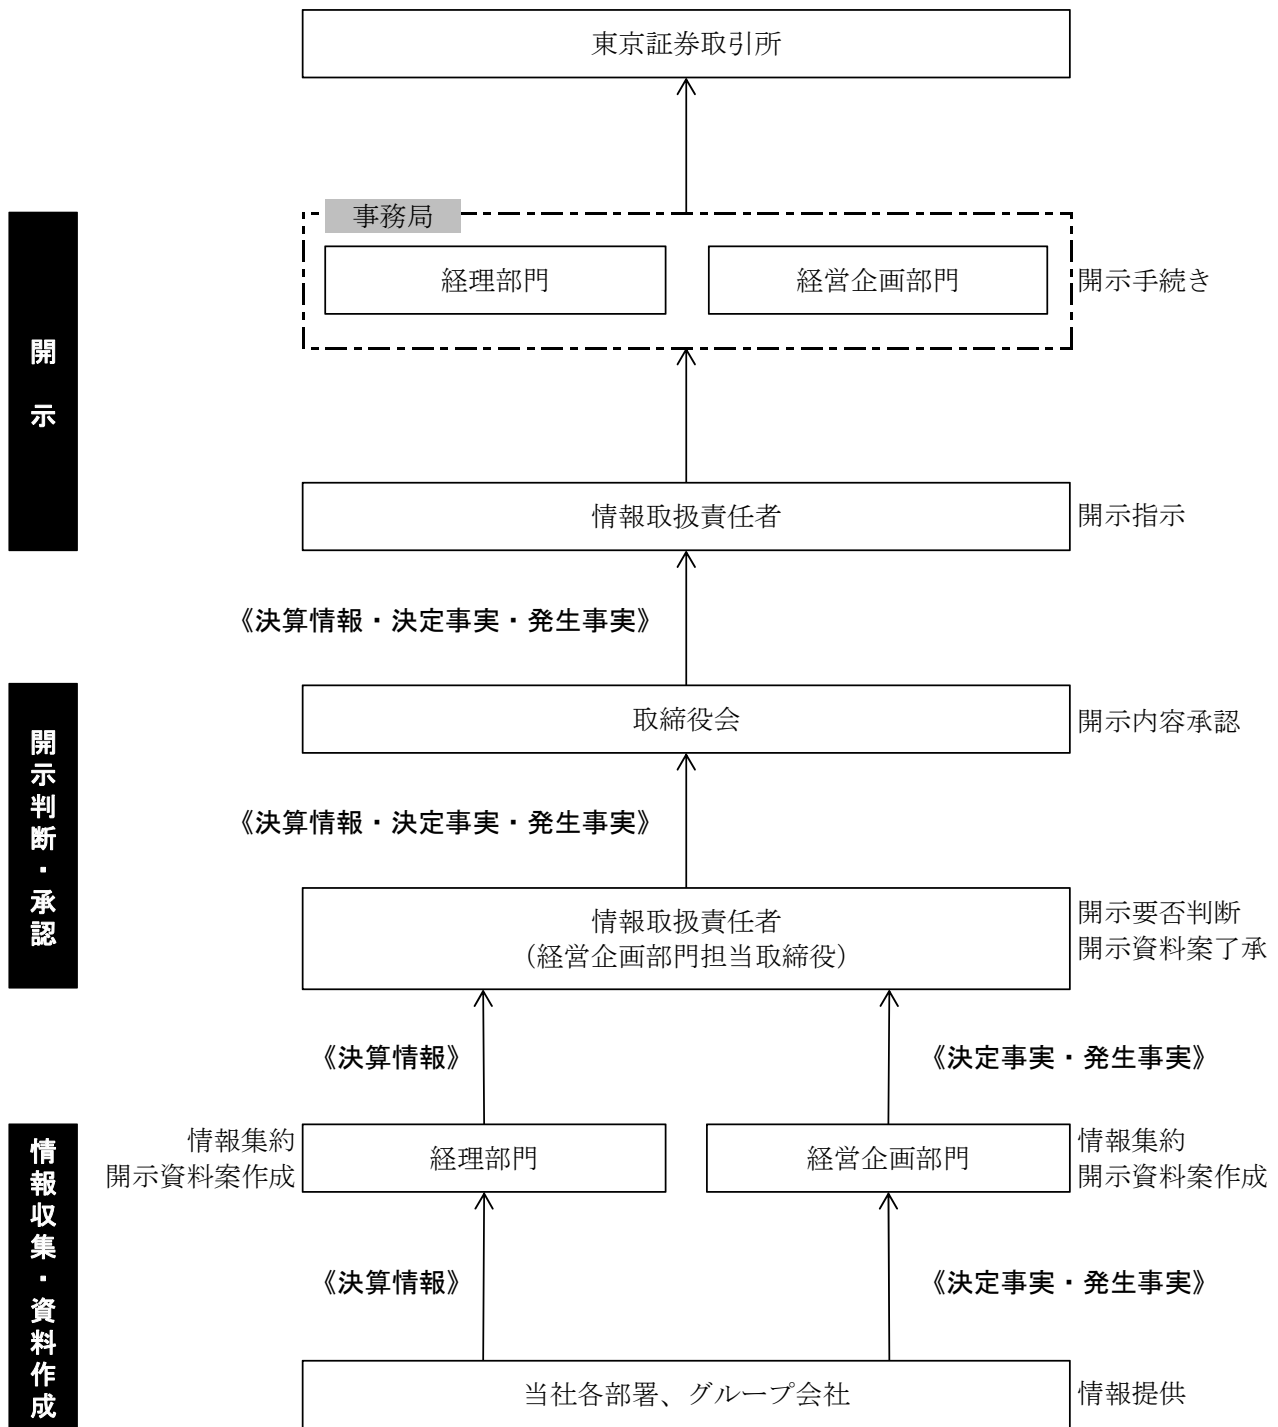 東京証券取引所
事務局
経理部門
経営企画部門
開示手続き
開示
情報取扱責任者
開示指示
《決算情報・決定事実・発生事実》
取締役会
開示内容承認
開示判断・承認
《決算情報・決定事実・発生事実》
情報取扱責任者
（経営企画部門担当取締役）
開示要否判断
開示資料案了承
《決算情報》
《決定事実・発生事実》
情報集約
開示資料案作成
経理部門
経営企画部門
情報集約
開示資料案作成
情報収集・資料作成
《決算情報》
《決定事実・発生事実》
当社各部署、グループ会社
情報提供